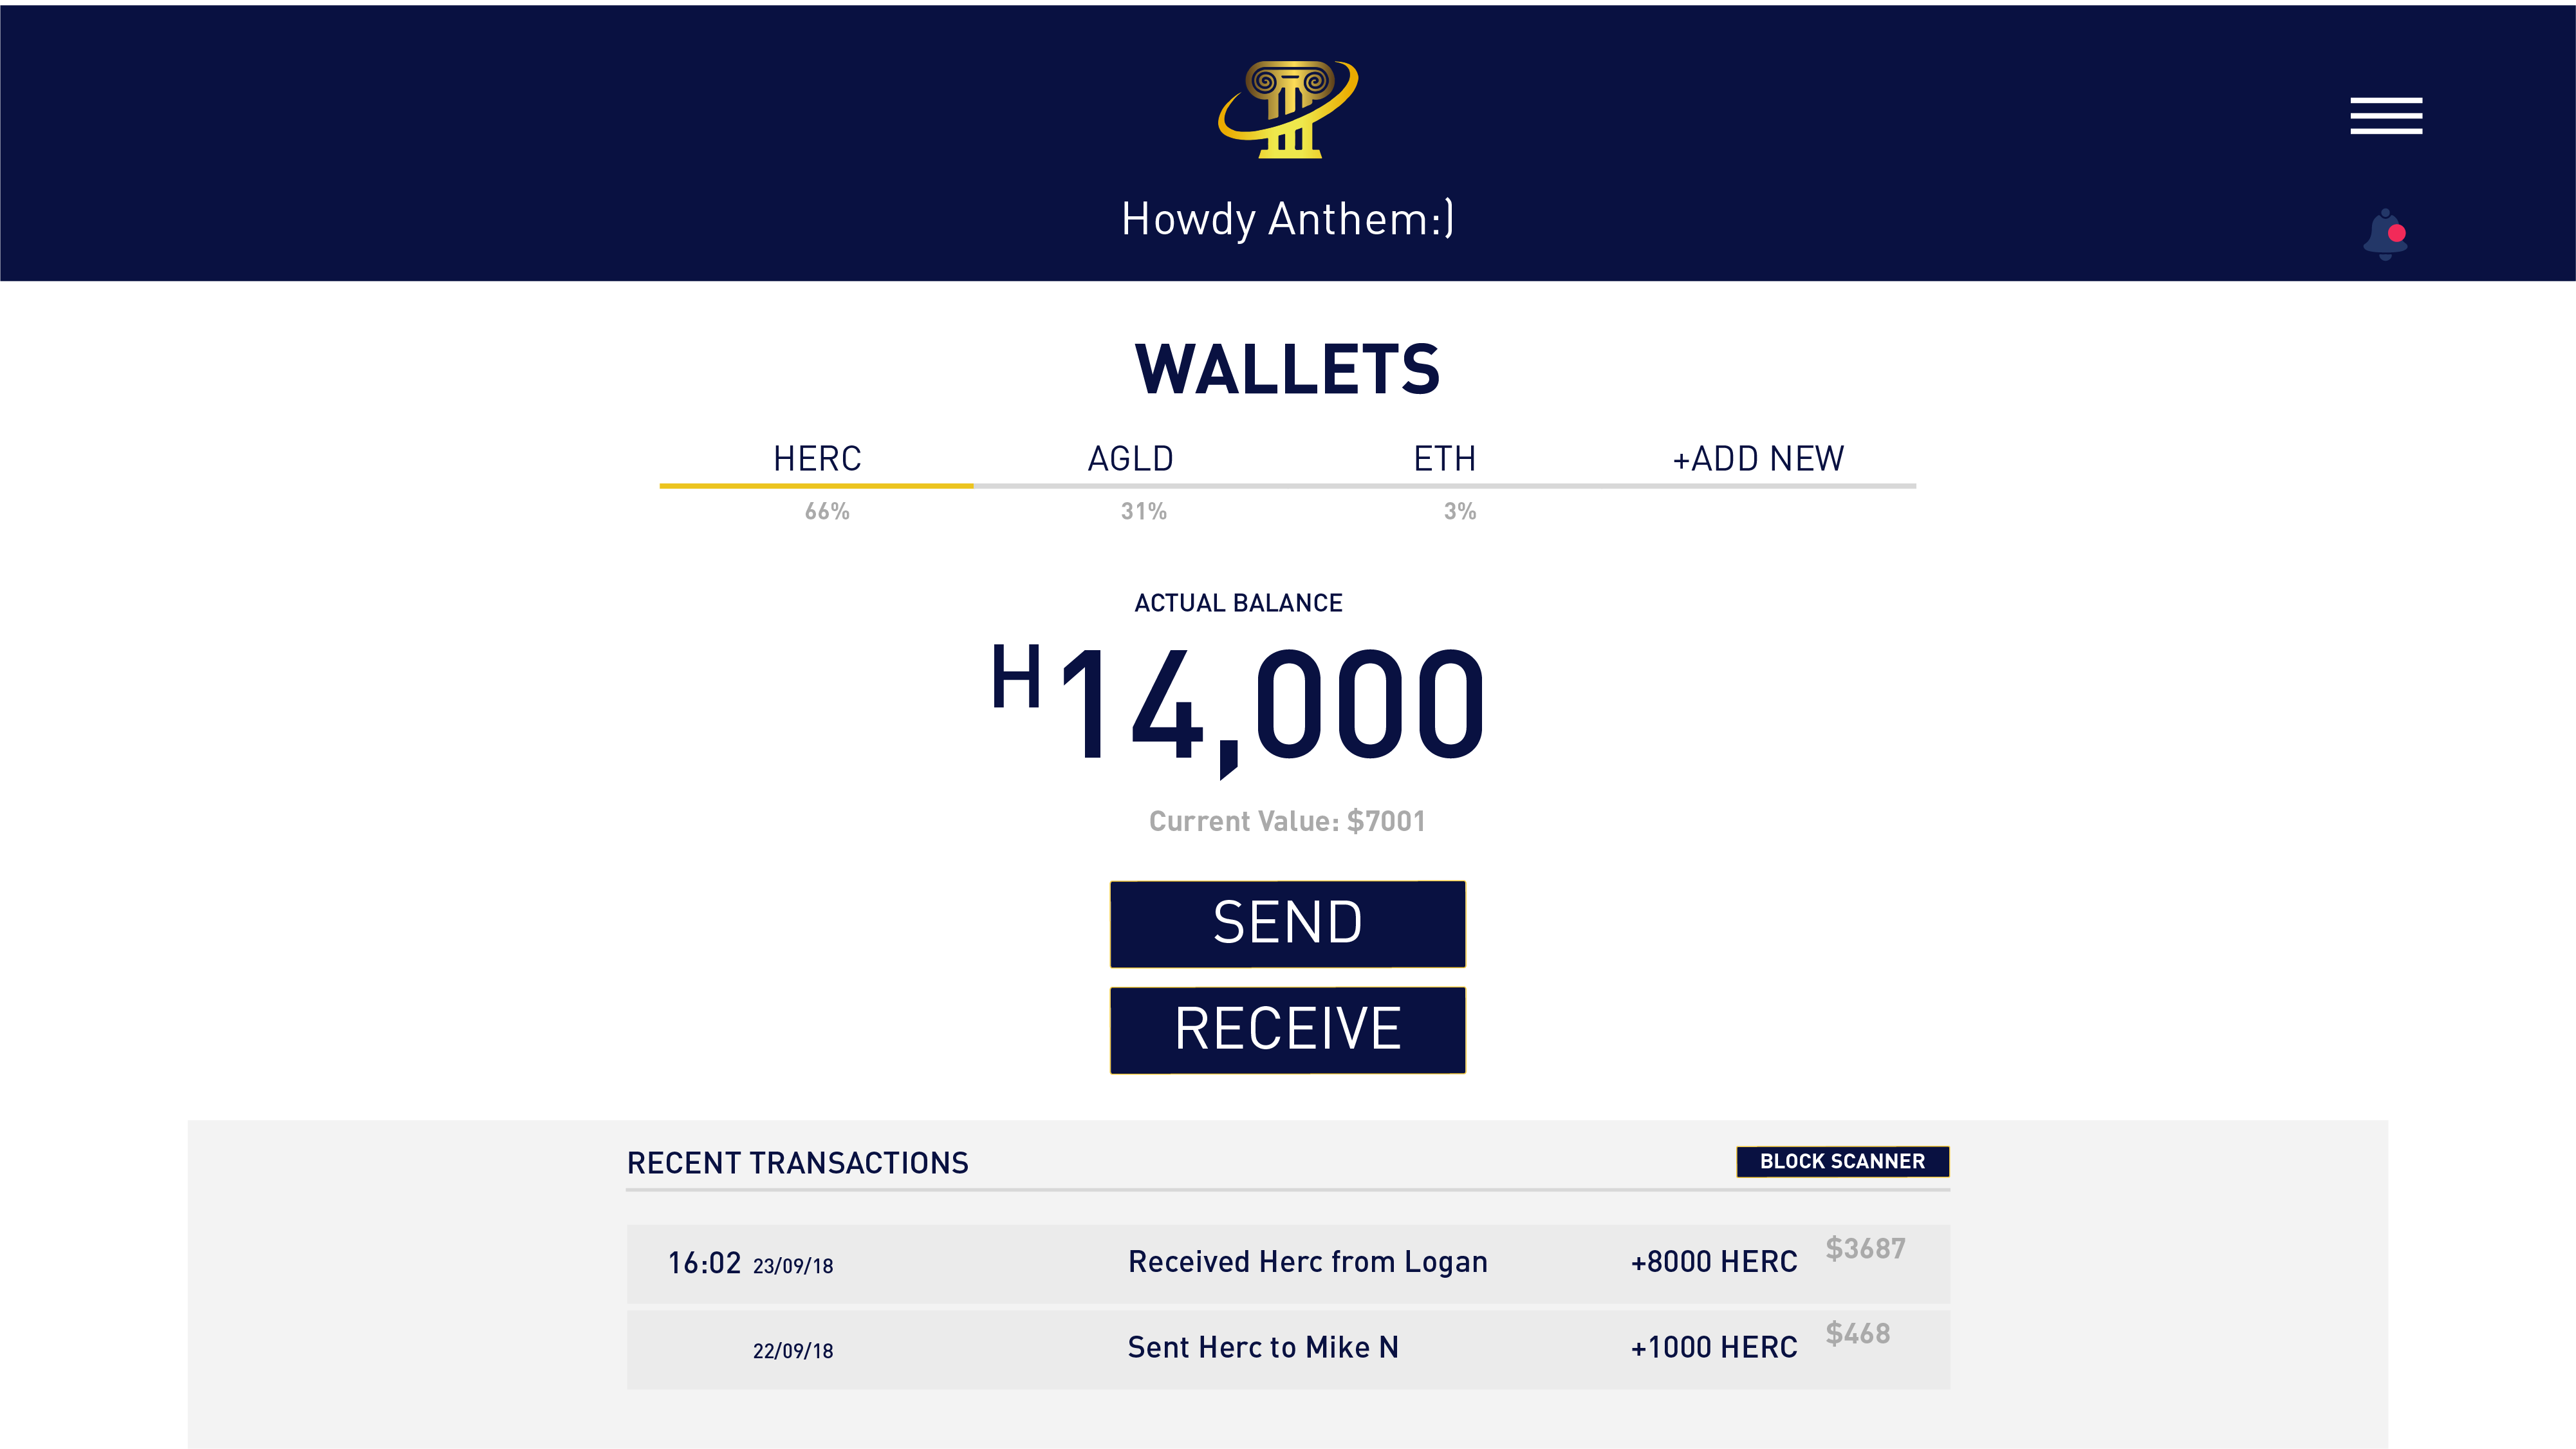 Howdy Anthem:)
WALLETS
HERC AGLD ETH +ADD NEW
66% 31% 3%
ACTUAL BALANCE
H14,000
Current Value: $7001
SEND
RECEIVE
RECENT TRANSACTIONS BLOCK SCANNER
16:02 23/09/18 Received Herc from Logan +8000 HERC $3687
22/09/18 Sent Herc to Mike N +1000 HERC $468